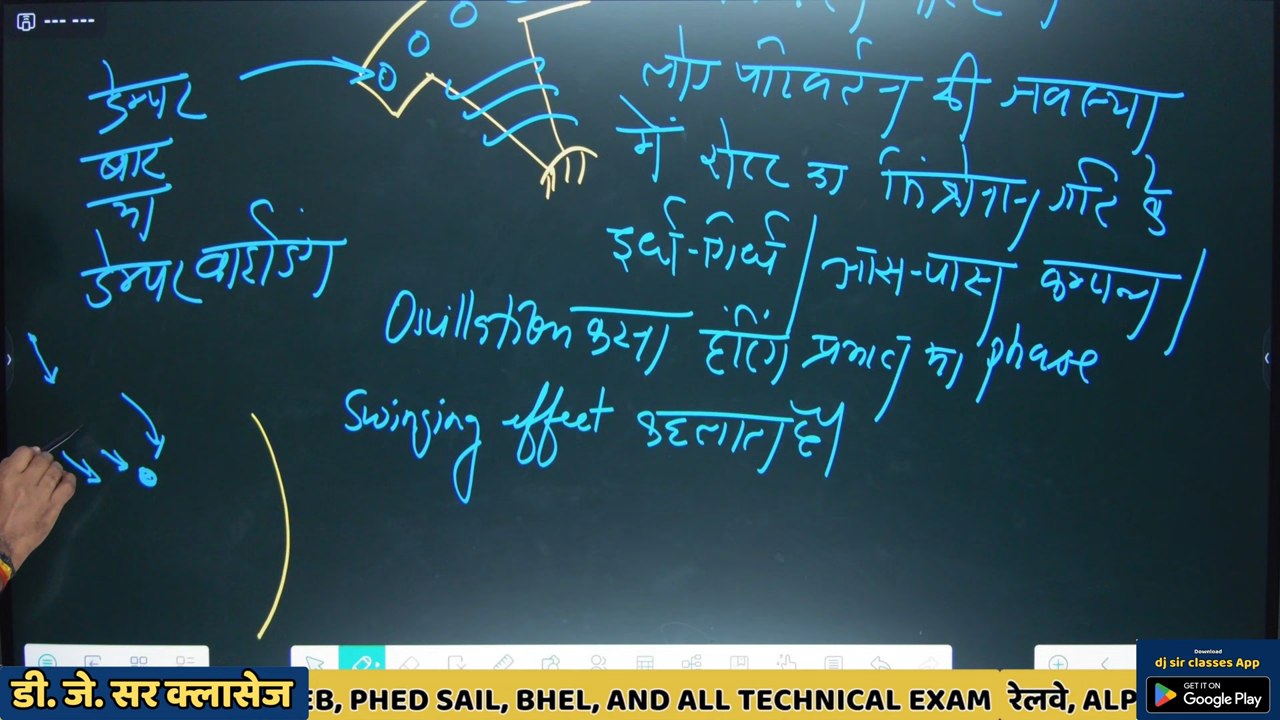 लोड परिवर्तन की अवस्था
में रोटर का सिंक्रोनस गति के
इर्ध-गिर्ध / आस-पास कम्पन /
Oscillation करना हंटिंग प्रभाव या phase
Swinging effect कहलाता है।
डेम्पर
बार
या
डेम्पर वाईंडिंग
डी. जे. सर क्लासेज
EB, PHED SAIL, BHEL, AND ALL TECHNICAL EXAM रेलवे, ALP
Download
dj sir classes App
GET IT ON
Google Play